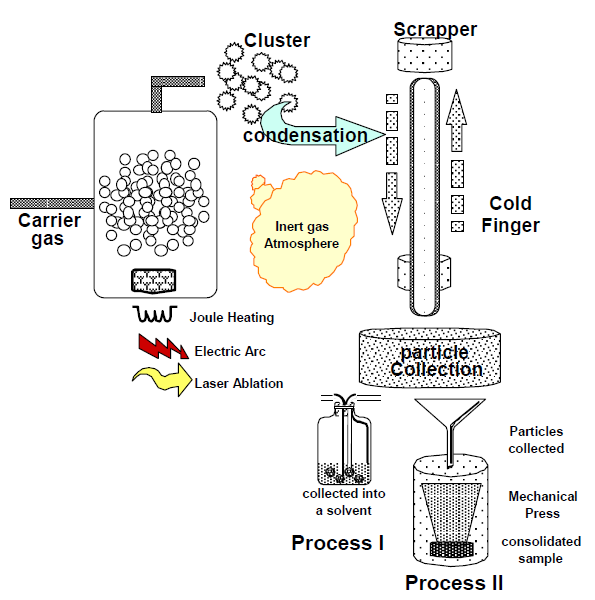 Cluster
Scrapper
condensation
Carrier
gas
Inert gas
Atmosphere
Cold
Finger
Joule Heating
Electric Arc
Laser Ablation
particle
Collection
Particles
collected
collected into
a solvent
Mechanical
Press
Process I
consolidated
sample
Process II